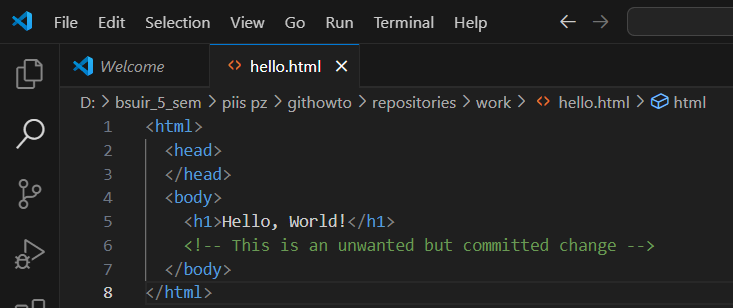 File Edit Selection View Go Run Terminal Help
Welcome hello.html
D: > bsuir_5_sem > piis pz > githowto > repositories > work > hello.html > html
1 <html>
2 <head>
3 </head>
4 <body>
5 <h1>Hello, World!</h1>
6 <!-- This is an unwanted but committed change -->
7 </body>
8 </html>